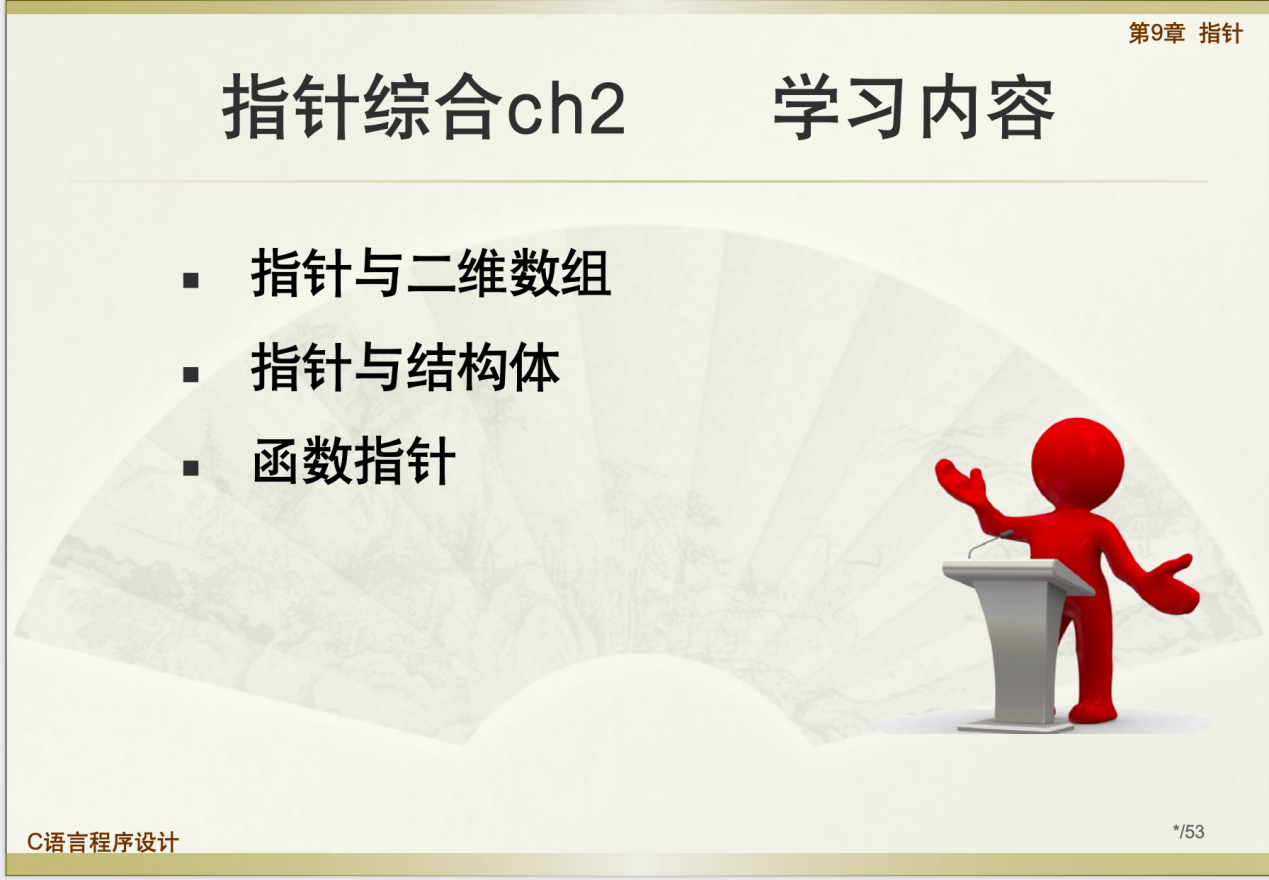 第9章 指针
指针综合ch2 学习内容
▪ 指针与二维数组
▪ 指针与结构体
▪ 函数指针
C语言程序设计
*/53